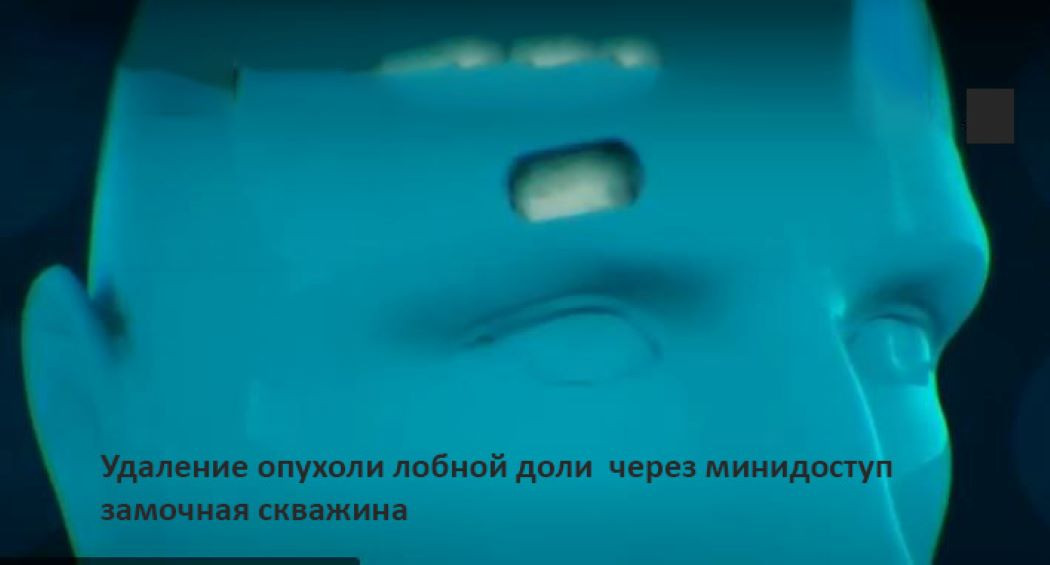 Удаление опухоли лобной доли  через минидоступ
замочная скважина